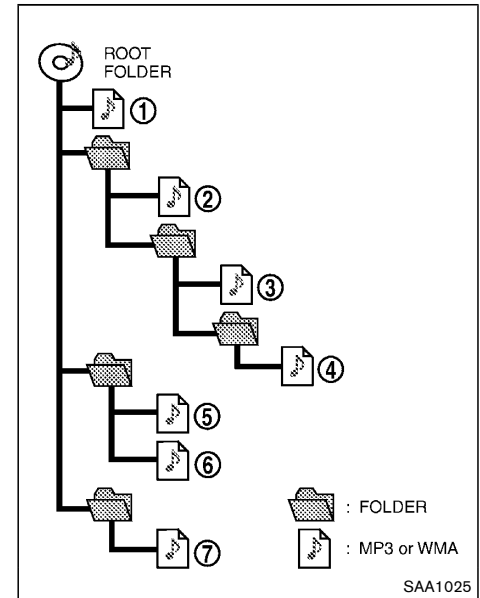 ROOT
FOLDER
①
②
③
④
⑤
⑥
⑦
: FOLDER
: MP3 or WMA
SAA1025